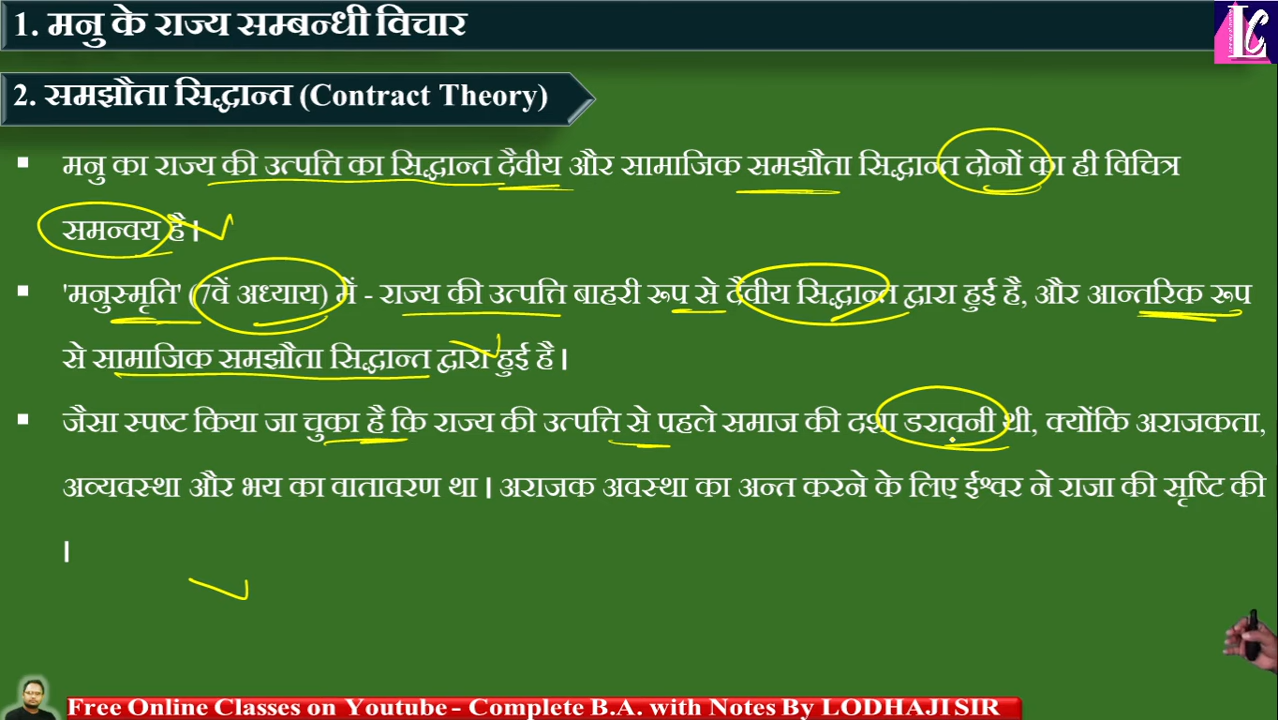 1. मनु के राज्य सम्बन्धी विचार
LC
2. समझौता सिद्धान्त (Contract Theory)
▪ मनु का राज्य की उत्पत्ति का सिद्धान्त दैवीय और सामाजिक समझौता सिद्धान्त दोनों का ही विचित्र
समन्वय है।
▪ 'मनुस्मृति' (7वें अध्याय) में - राज्य की उत्पत्ति बाहरी रूप से दैवीय सिद्धान्त द्वारा हुई है, और आन्तरिक रूप
से सामाजिक समझौता सिद्धान्त द्वारा हुई है।
▪ जैसा स्पष्ट किया जा चुका है कि राज्य की उत्पत्ति से पहले समाज की दशा डरावनी थी, क्योंकि अराजकता,
अव्यवस्था और भय का वातावरण था। अराजक अवस्था का अन्त करने के लिए ईश्वर ने राजा की सृष्टि की
।
Free Online Classes on Youtube - Complete B.A. with Notes By LODHAJI SIR